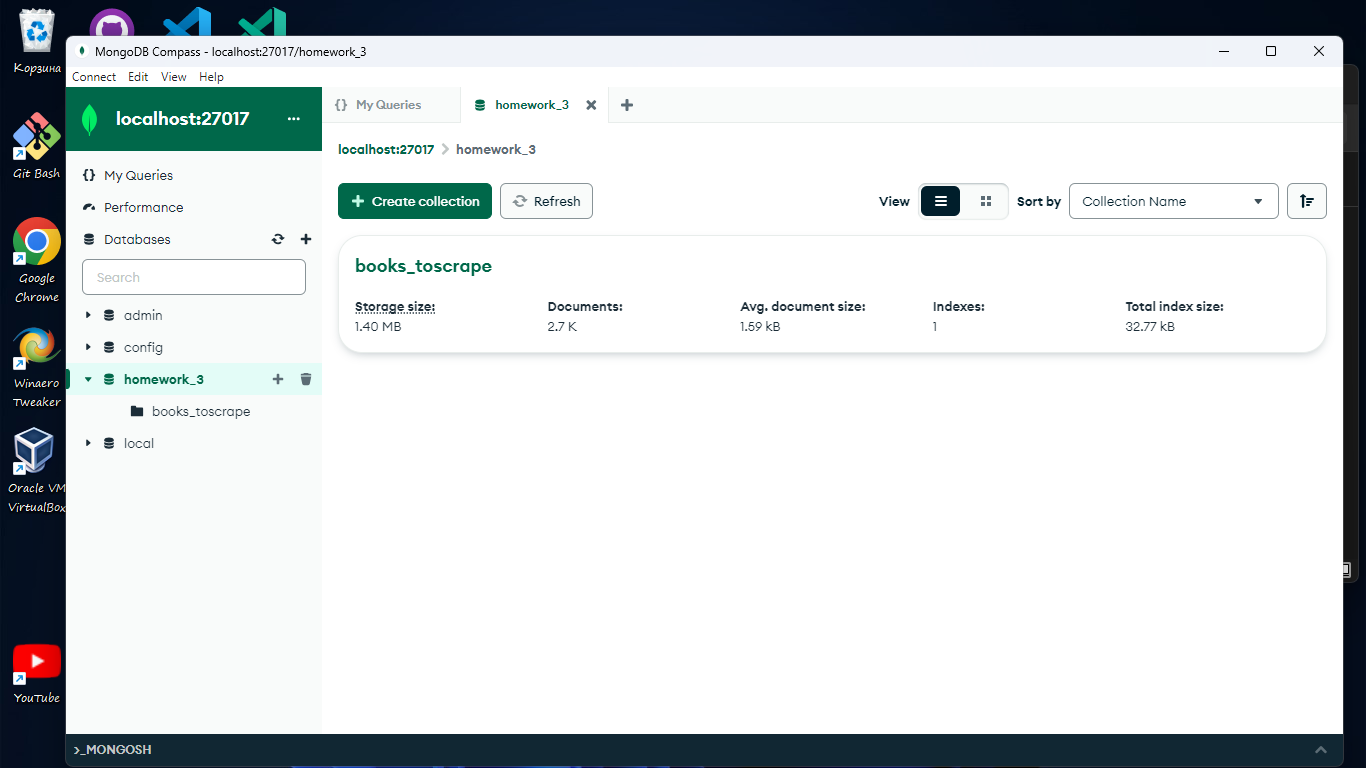 Корзина
Git Bash
Google
Chrome
Winaero
Tweaker
Oracle VM
VirtualBox
YouTube
MongoDB Compass - localhost:27017/homework_3
Connect Edit View Help
localhost:27017
My Queries
Performance
Databases
Search
admin
config
homework_3
books_toscrape
local
{} My Queries
homework_3
localhost:27017 > homework_3
Create collection
Refresh
View
Sort by
Collection Name
books_toscrape
Storage size: Documents: Avg. document size: Indexes: Total index size:
1.40 MB 2.7 K 1.59 kB 1 32.77 kB
>_MONGOSH